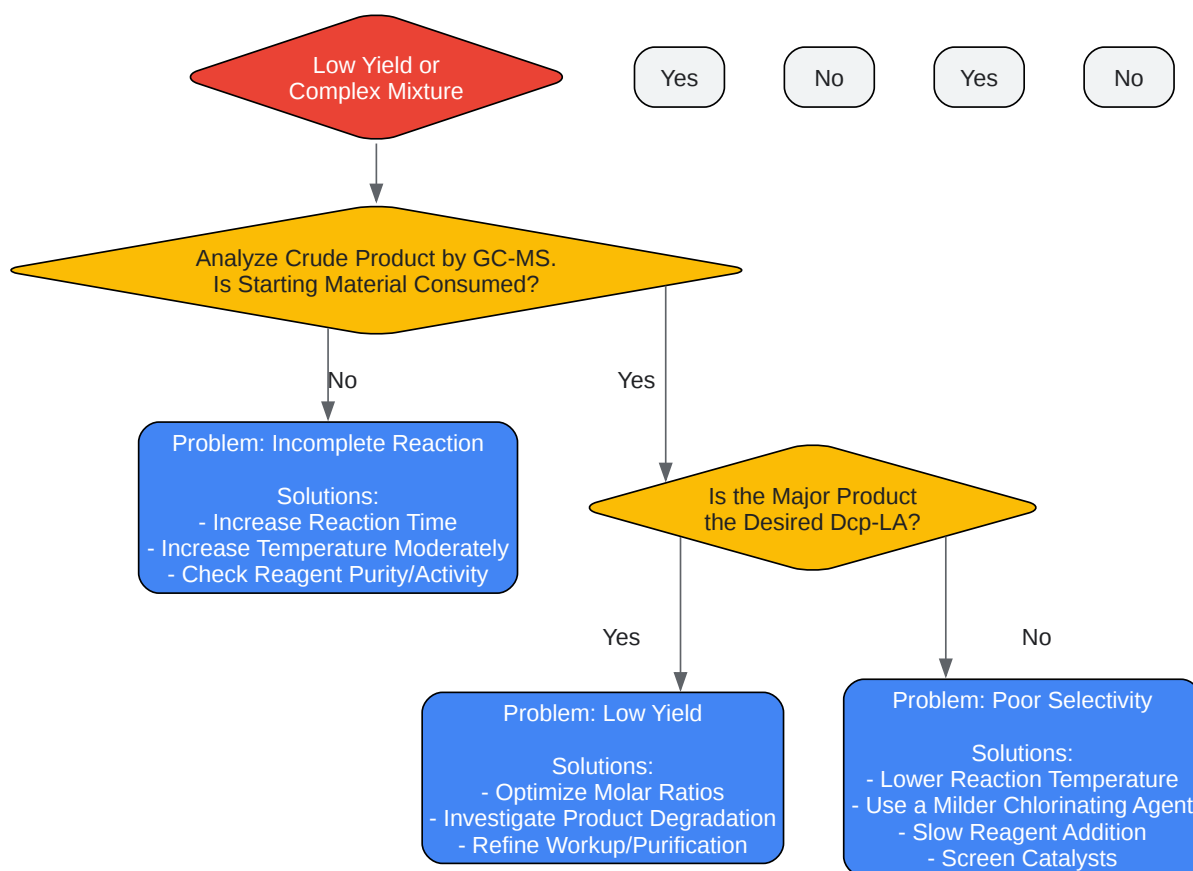 Low Yield or
Complex Mixture
Yes
No
Yes
No
Analyze Crude Product by GC-MS.
Is Starting Material Consumed?
No
Yes
Problem: Incomplete Reaction
Solutions:
- Increase Reaction Time
- Increase Temperature Moderately
- Check Reagent Purity/Activity
Is the Major Product
the Desired Dcp-LA?
Yes
No
Problem: Low Yield
Solutions:
- Optimize Molar Ratios
- Investigate Product Degradation
- Refine Workup/Purification
Problem: Poor Selectivity
Solutions:
- Lower Reaction Temperature
- Use a Milder Chlorinating Agent
- Slow Reagent Addition
- Screen Catalysts